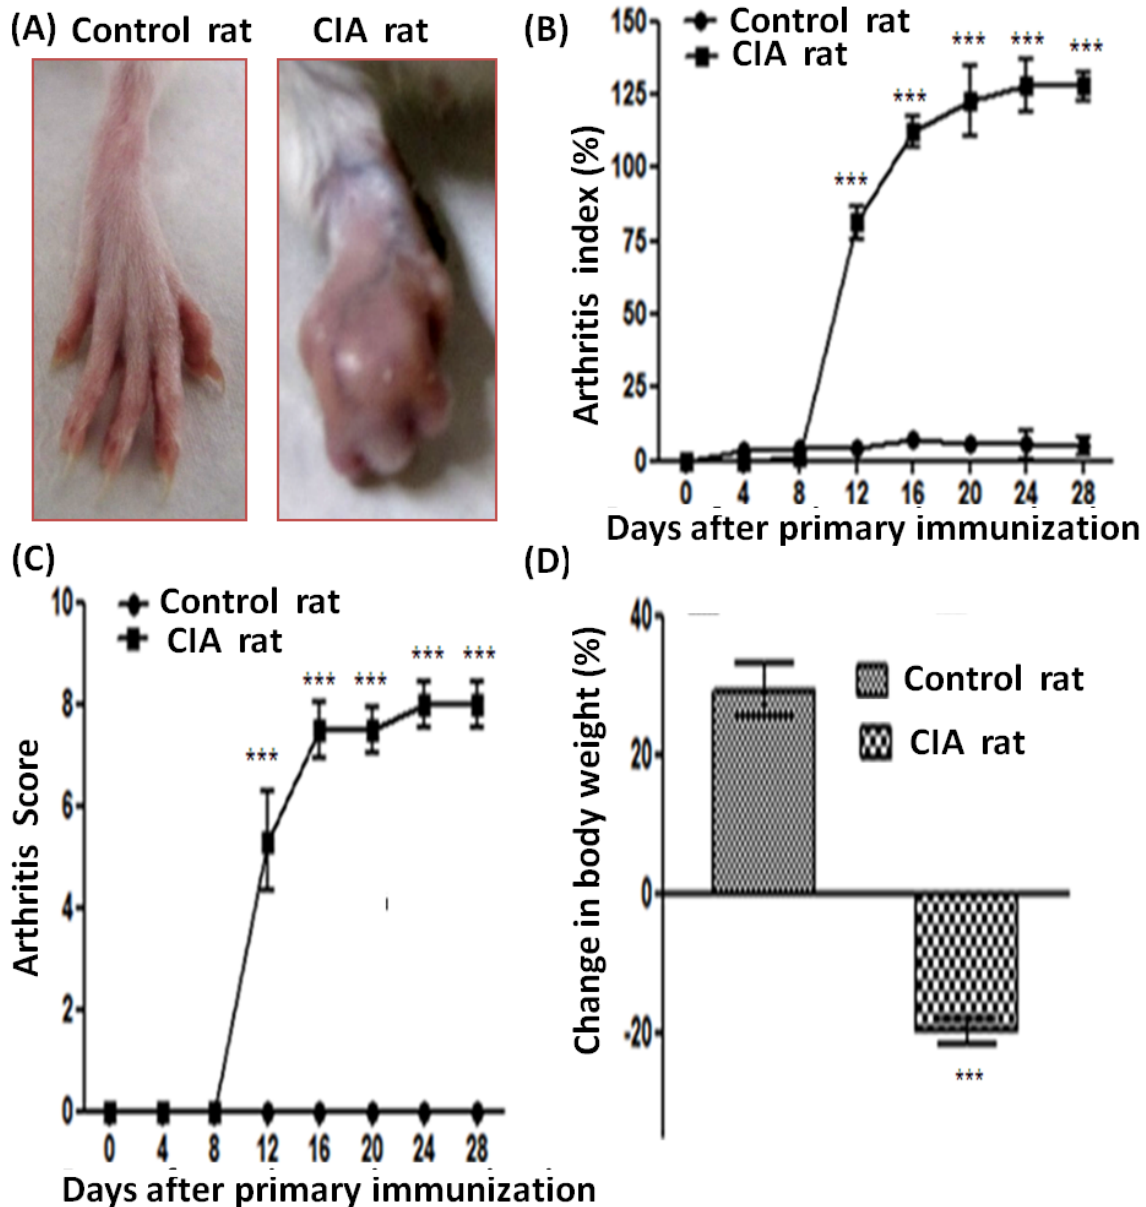 (A) Control rat CIA rat
(B)
Control rat
CIA rat
***
***
***
***
***
150
125
100
75
50
25
0
Arthritis index (%)
0 4 8 12 16 20 24 28
Days after primary immunization
(C)
Control rat
CIA rat
***
***
***
***
***
10
8
6
4
2
0
Arthritis Score
0 4 8 12 16 20 24 28
Days after primary immunization
(D)
40
20
0
-20
Change in body weight (%)
Control rat
CIA rat
***